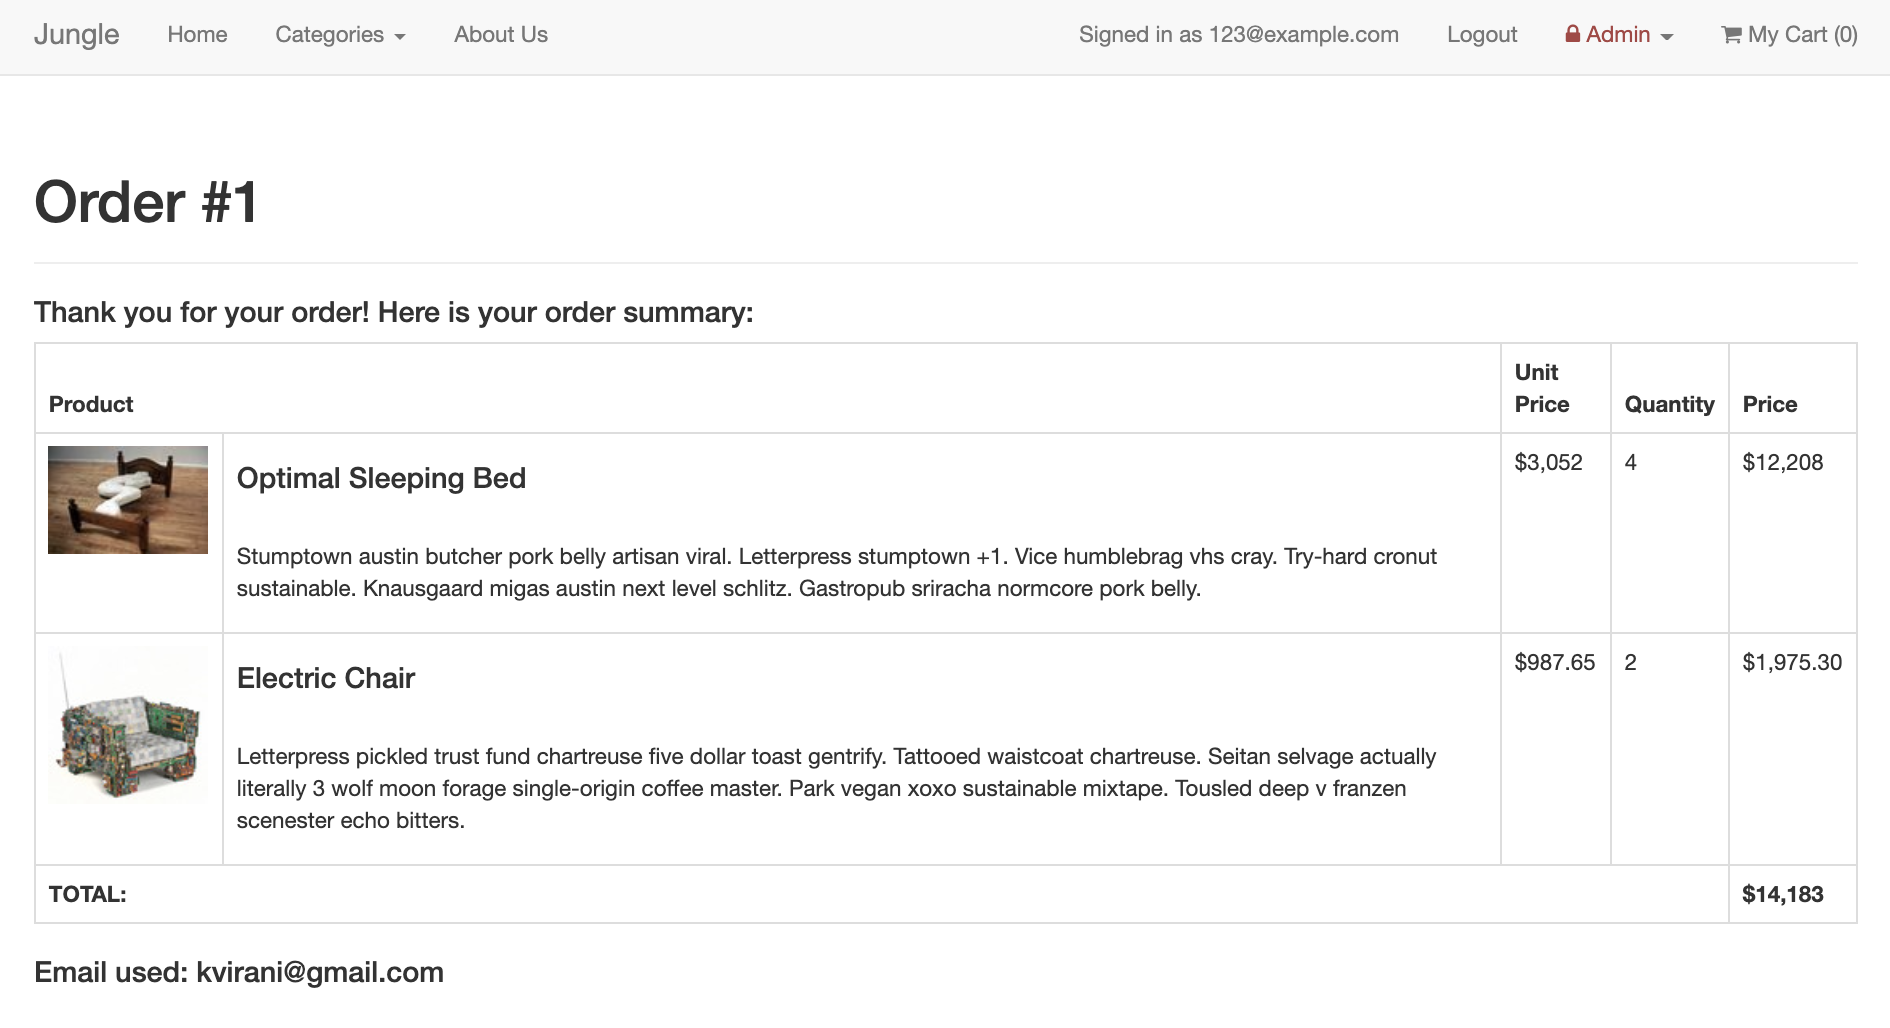 Jungle Home Categories About Us Signed in as 123@example.com Logout Admin My Cart (0)
Order #1
Thank you for your order! Here is your order summary:
Product Unit Price Quantity Price
Optimal Sleeping Bed $3,052 4 $12,208
Stumptown austin butcher pork belly artisan viral. Letterpress stumptown +1. Vice humblebrag vhs cray. Try-hard cronut
sustainable. Knausgaard migas austin next level schlitz. Gastropub sriracha normcore pork belly.
Electric Chair $987.65 2 $1,975.30
Letterpress pickled trust fund chartreuse five dollar toast gentrify. Tattooed waistcoat chartreuse. Seitan selvage actually
literally 3 wolf moon forage single-origin coffee master. Park vegan xoxo sustainable mixtape. Tousled deep v franzen
scenester echo bitters.
TOTAL: $14,183
Email used: kvirani@gmail.com